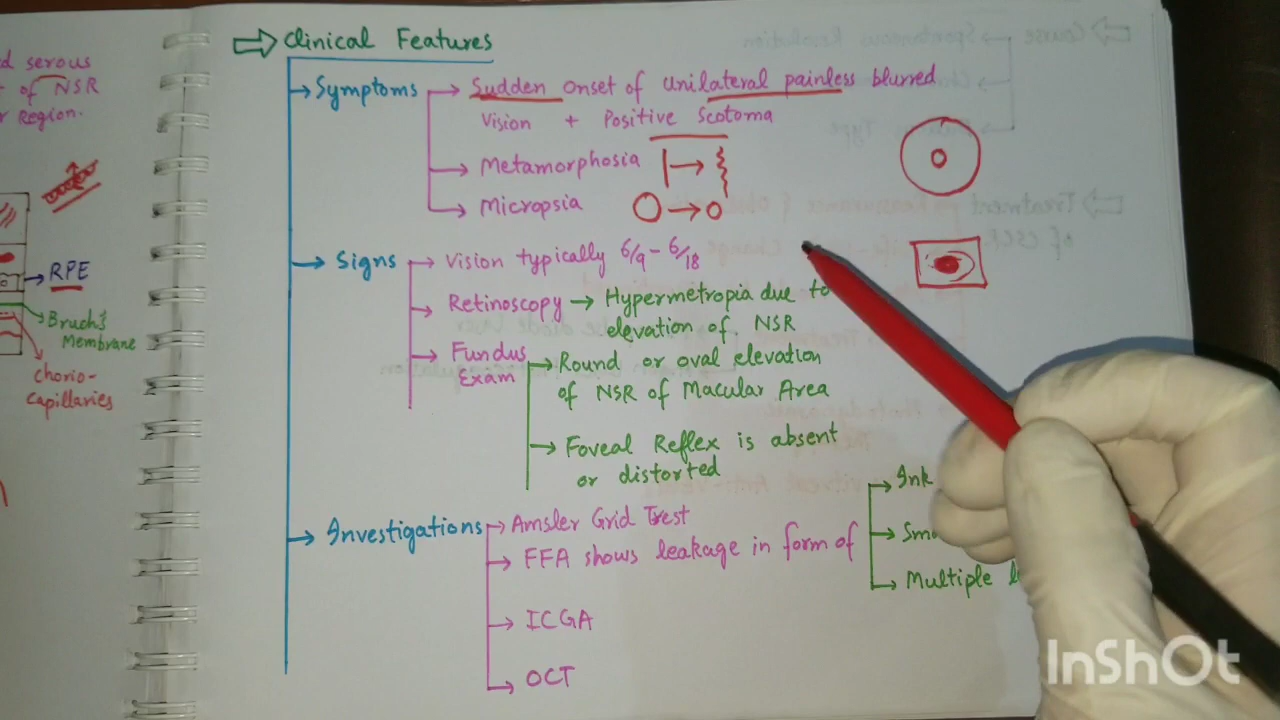 d serous
of NSR
Region.
RPE
Bruch's
Membrane
Chorio-
Capillaries
Clinical Features
Symptoms
Sudden onset of unilateral painless blurred
Vision + Positive Scotoma
Metamorphosia
Micropsia
Signs
Vision typically 6/9 - 6/18
Retinoscopy → Hypermetropia due to
elevation of NSR
Fundus
Exam
Round or oval elevation
of NSR of Macular Area
Foveal Reflex is absent
or distorted
Investigations
Amsler Grid Trest
FFA shows leakage in form of
Ink
Smo
Multiple
ICGA
OCT
InShOt